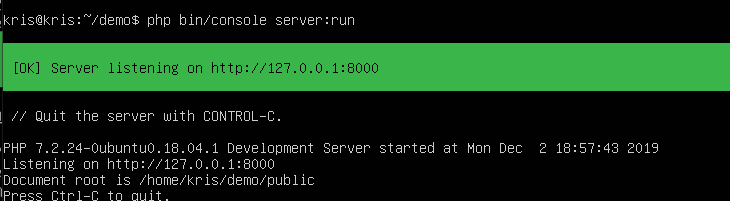 kris@kris:~/demo$ php bin/console server:run
[OK] Server listening on http://127.0.0.1:8000
// Quit the server with CONTROL-C.
PHP 7.2.24-0ubuntu0.18.04.1 Development Server started at Mon Dec  2 18:57:43 2019
Listening on http://127.0.0.1:8000
Document root is /home/kris/demo/public
Press Ctrl-C to quit.